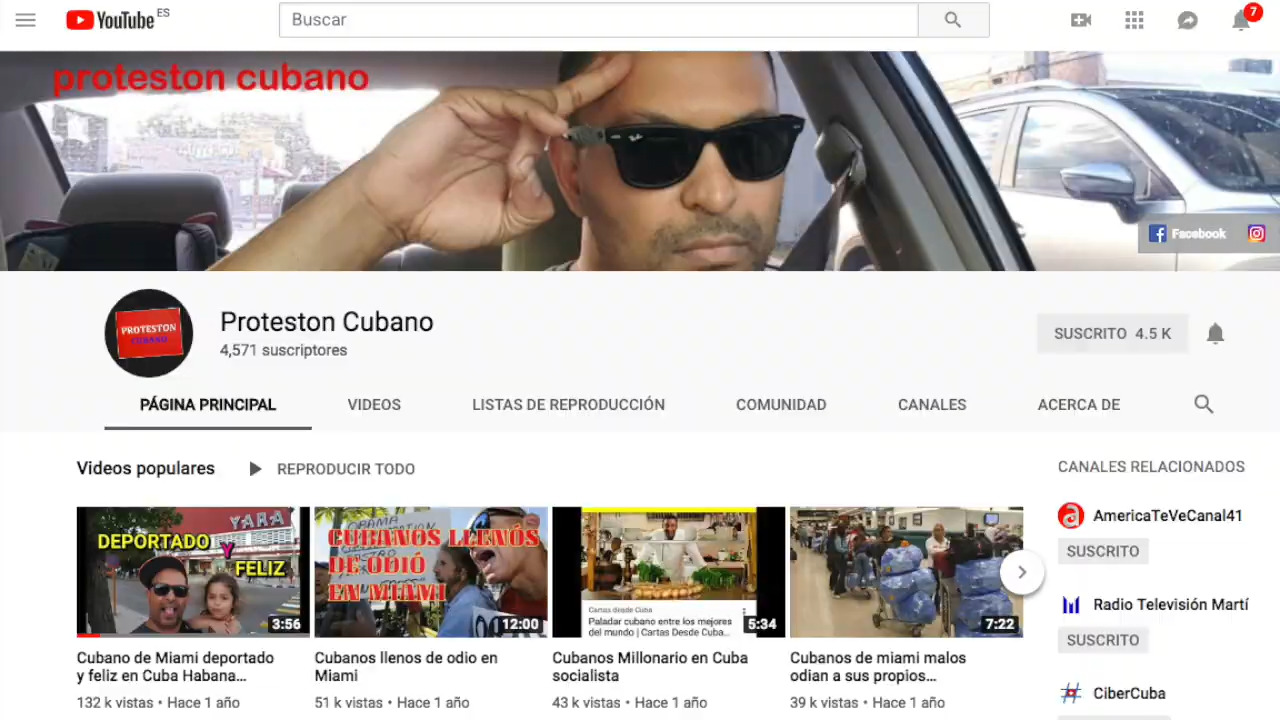 YouTube ES
Buscar
7
proteston cubano
Ray-Ban
Facebook
PROTESTON
CUBANO
Proteston Cubano
4,571 suscriptores
SUSCRITO 4.5 K
PÁGINA PRINCIPAL
VIDEOS
LISTAS DE REPRODUCCIÓN
COMUNIDAD
CANALES
ACERCA DE
Videos populares
REPRODUCIR TODO
CANALES RELACIONADOS
YARA
DEPORTADO
Y
FELIZ
3:56
OBAMA
CUBANOS LLENÓS
DE ODIÓ
EN MIAMI
12:00
Cartas desde Cuba
Paladar cubano entre los mejores
del mundo | Cartas Desde Cuba...
5:34
7:22
Cubano de Miami deportado
y feliz en Cuba Habana...
132 k vistas • Hace 1 año
Cubanos llenos de odio en
Miami
51 k vistas • Hace 1 año
Cubanos Millonario en Cuba
socialista
43 k vistas • Hace 1 año
Cubanos de miami malos
odian a sus propios...
39 k vistas • Hace 1 año
AmericaTeVeCanal41
SUSCRITO
Radio Televisión Martí
SUSCRITO
CiberCuba